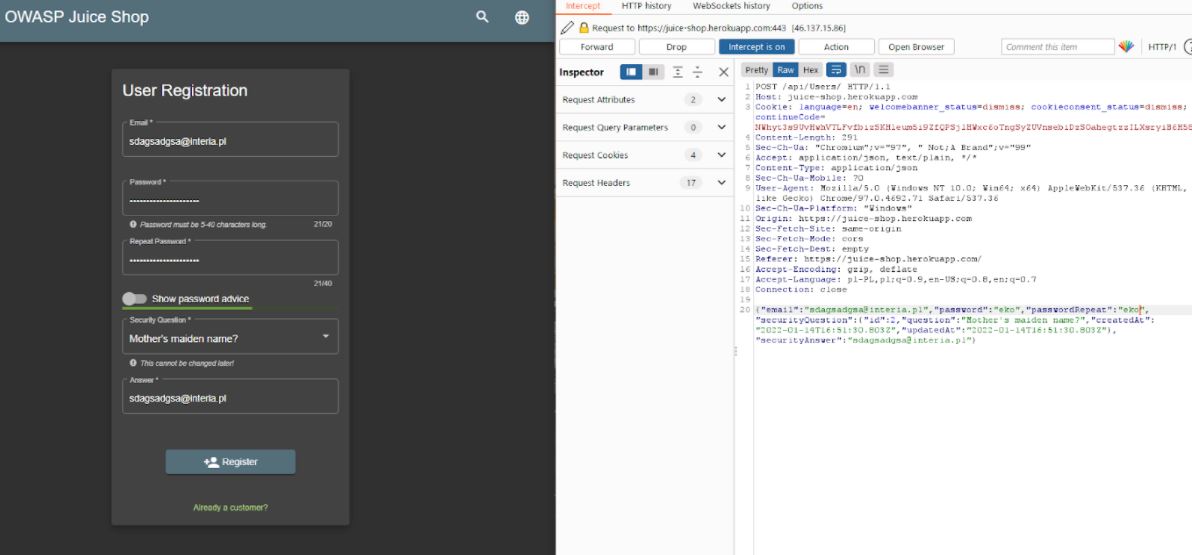 OWASP Juice Shop
User Registration
Email *
sdagsadgsa@interia.pl
Password *
Password must be 5-40 characters long.
21/20
Repeat Password *
21/40
Show password advice
Security Question *
Mother's maiden name?
This cannot be changed later!
Answer *
sdagsadgsa@interia.pl
Register
Already a customer?
Intercept HTTP history WebSockets history Options
Request to https://juice-shop.herokuapp.com:443 [46.137.15.86]
Forward Drop Intercept is on Action Open Browser Comment this item HTTP/1 ?
Inspector
Request Attributes 2
Request Query Parameters 0
Request Cookies 4
Request Headers 17
Pretty Raw Hex \n
1 POST /api/Users/ HTTP/1.1
2 Host: juice-shop.herokuapp.com
3 Cookie: language=en; welcomebanner_status=dismiss; cookieconsent_status=dismiss;
continueCode=
4 Content-Length: 291
5 Sec-Ch-Ua: "Chromium";v="97", " Not;A Brand";v="99"
6 Accept: application/json, text/plain, */*
7 Content-Type: application/json
8 Sec-Ch-Ua-Mobile: ?0
9 User-Agent: Mozilla/5.0 (Windows NT 10.0; Win64; x64) AppleWebKit/537.36 (KHTML,
like Gecko) Chrome/97.0.4692.71 Safari/537.36
10 Sec-Ch-Ua-Platform: "Windows"
11 Origin: https://juice-shop.herokuapp.com
12 Sec-Fetch-Site: same-origin
13 Sec-Fetch-Mode: cors
14 Sec-Fetch-Dest: empty
15 Referer: https://juice-shop.herokuapp.com/
16 Accept-Encoding: gzip, deflate
17 Accept-Language: pl-PL,pl;q=0.9,en-US;q=0.8,en;q=0.7
18 Connection: close
19
20 {"email":"sdagsadgsa@interia.pl","password":"eko","passwordRepeat":"eko",
"securityQuestion":{"id":2,"question":"Mother's maiden name?","createdAt":
"2022-01-14T16:51:30.803Z","updatedAt":"2022-01-14T16:51:30.803Z"},
"securityAnswer":"sdagsadgsa@interia.pl"}